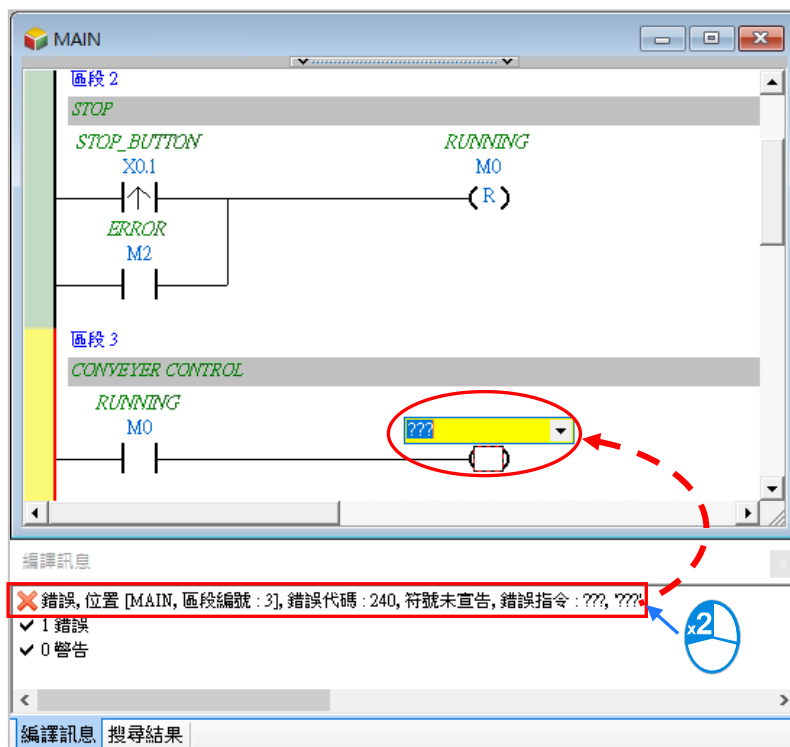 MAIN
區段 2
STOP
STOP_BUTTON RUNNING
X0.1 M0
R
ERROR
M2
區段 3
CONVEYER CONTROL
RUNNING
M0 ???
編譯訊息
錯誤, 位置 [MAIN, 區段編號 : 3], 錯誤代碼 : 240, 符號未宣告, 錯誤指令 : ???, '???'
1 錯誤
x2
0 警告
編譯訊息 搜尋結果